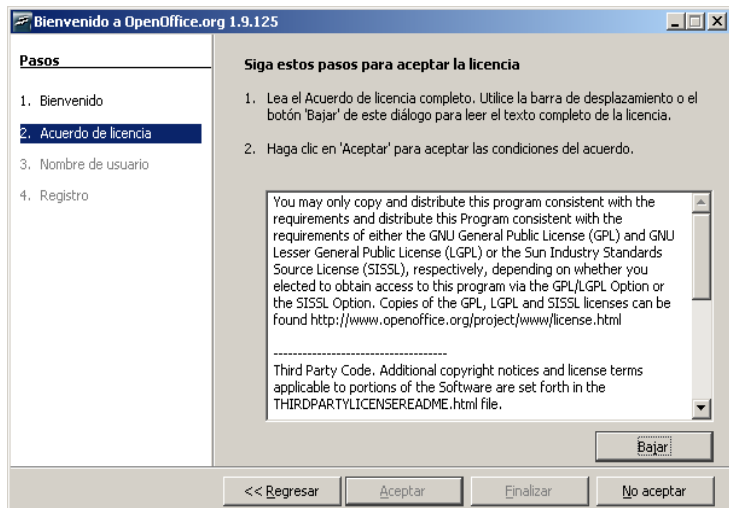 Bienvenido a OpenOffice.org 1.9.125
Pasos
1. Bienvenido
2. Acuerdo de licencia
3. Nombre de usuario
4. Registro
Siga estos pasos para aceptar la licencia
1. Lea el Acuerdo de licencia completo. Utilice la barra de desplazamiento o el
botón 'Bajar' de este diálogo para leer el texto completo de la licencia.
2. Haga clic en 'Aceptar' para aceptar las condiciones del acuerdo.
You may only copy and distribute this program consistent with the
requirements and distribute this Program consistent with the
requirements of either the GNU General Public License (GPL) and GNU
Lesser General Public License (LGPL) or the Sun Industry Standards
Source License (SISSL), respectively, depending on whether you
elected to obtain access to this program via the GPL/LGPL Option or
the SISSL Option. Copies of the GPL, LGPL and SISSL licenses can be
found http://www.openoffice.org/project/www/license.html
------------------------------------
Third Party Code. Additional copyright notices and license terms
applicable to portions of the Software are set forth in the
THIRDPARTYLICENSEREADME.html file.
Bajar
<< Regresar Aceptar Finalizar No aceptar